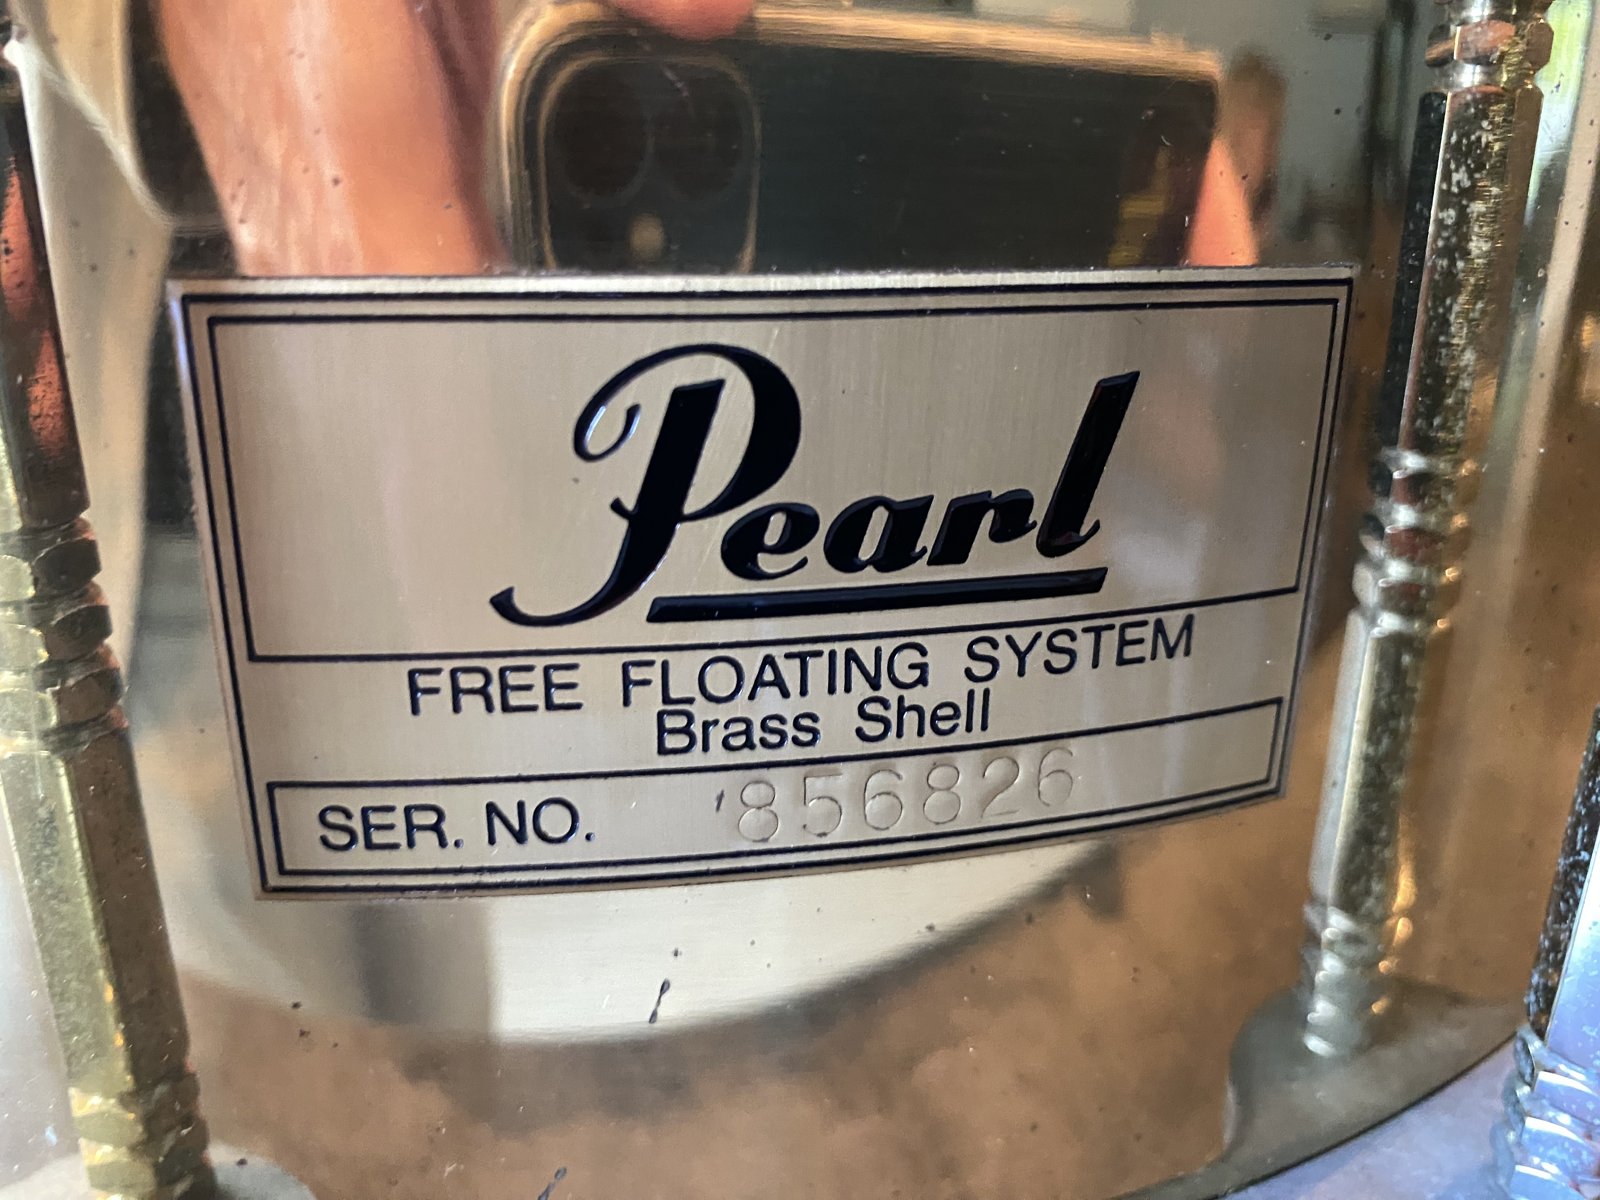 Pearl
FREE FLOATING SYSTEM
Brass Shell
SER. NO. 856826